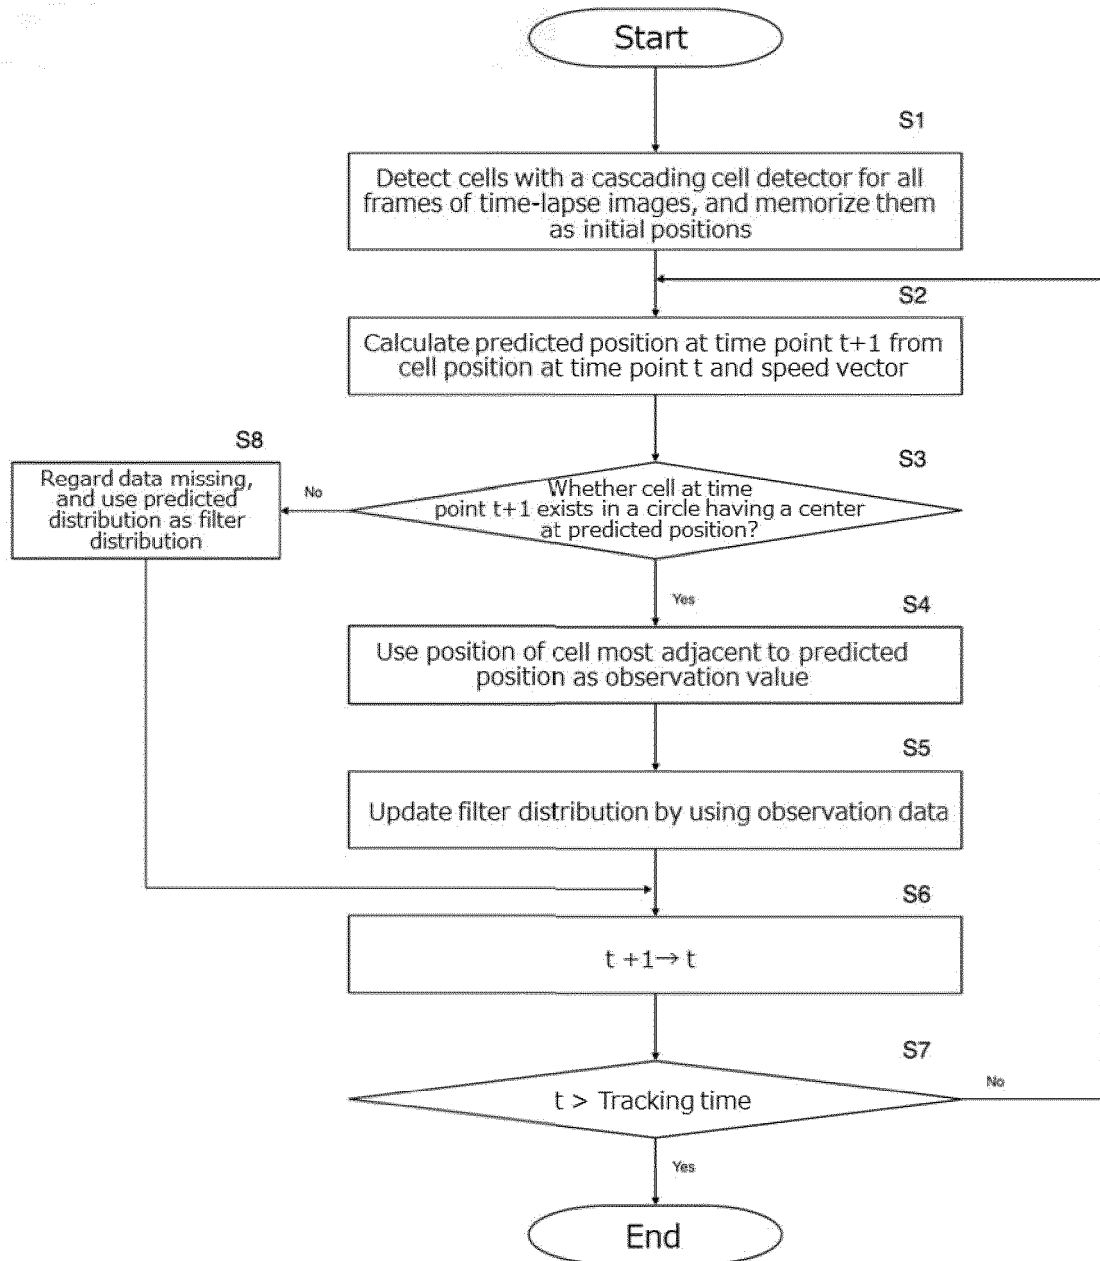 Start
S1
Detect cells with a cascading cell detector for all
frames of time-lapse images, and memorize them
as initial positions
S2
Calculate predicted position at time point t+1 from
cell position at time point t and speed vector
S8
Regard data missing,
and use predicted
distribution as filter
distribution
No
S3
Whether cell at time
point t+1 exists in a circle having a center
at predicted position?
Yes
S4
Use position of cell most adjacent to predicted
position as observation value
S5
Update filter distribution by using observation data
S6
t +1→ t
S7
t > Tracking time
No
Yes
End